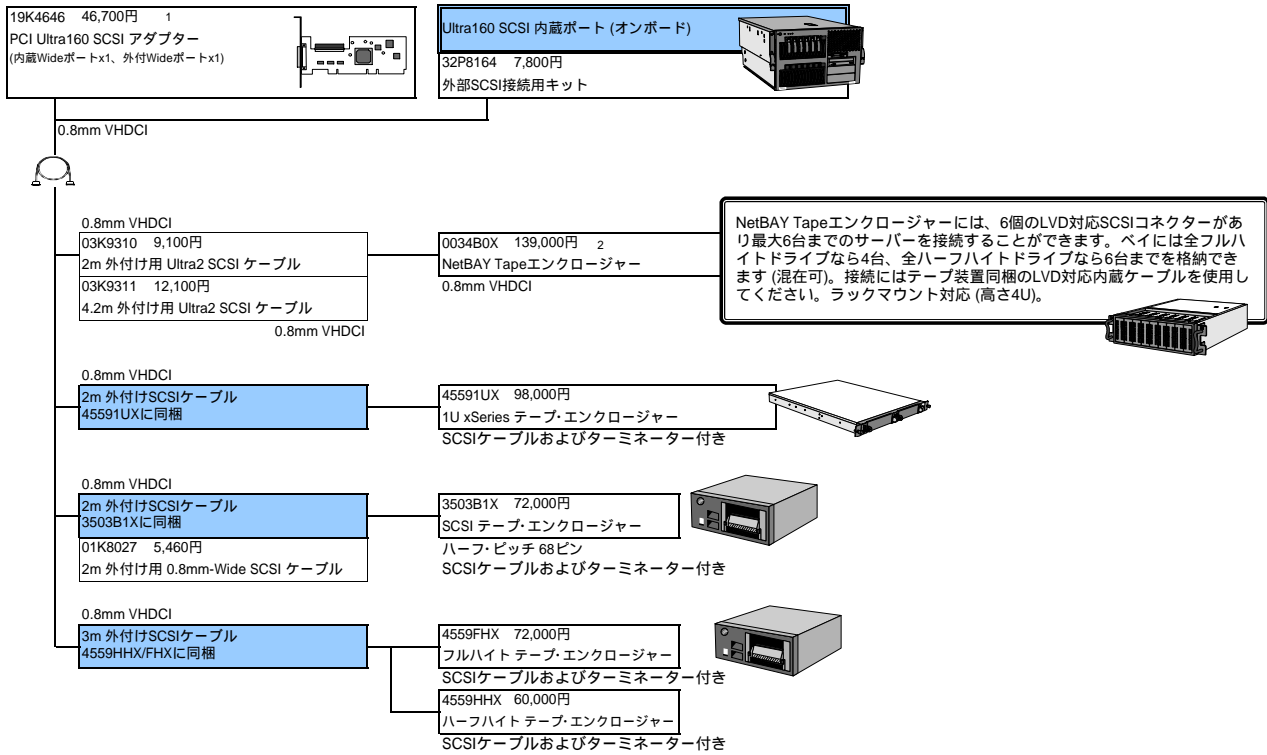 19K4646 46,700円 1
PCI Ultra160 SCSI アダプター
(内蔵Wideポートx1、外付Wideポートx1)
Ultra160 SCSI 内蔵ポート (オンボード)
32P8164 7,800円
外部SCSI接続用キット
0.8mm VHDCI
0.8mm VHDCI
03K9310 9,100円
2m 外付け用 Ultra2 SCSI ケーブル
03K9311 12,100円
4.2m 外付け用 Ultra2 SCSI ケーブル
0.8mm VHDCI
0034B0X 139,000円 2
NetBAY Tapeエンクロージャー
0.8mm VHDCI
NetBAY Tapeエンクロージャーには、6個のLVD対応SCSIコネクターがあ
り最大6台までのサーバーを接続することができます。ベイには全フルハ
イトドライブなら4台、全ハーフハイトドライブなら6台までを格納でき
ます (混在可)。接続にはテープ装置同梱のLVD対応内蔵ケーブルを使用し
てください。ラックマウント対応 (高さ4U)。
0.8mm VHDCI
2m 外付けSCSIケーブル
45591UXに同梱
45591UX 98,000円
1U xSeries テープ・エンクロージャー
SCSIケーブルおよびターミネーター付き
0.8mm VHDCI
2m 外付けSCSIケーブル
3503B1Xに同梱
01K8027 5,460円
2m 外付け用 0.8mm-Wide SCSI ケーブル
3503B1X 72,000円
SCSI テープ・エンクロージャー
ハーフ・ピッチ 68ピン
SCSIケーブルおよびターミネーター付き
0.8mm VHDCI
3m 外付けSCSIケーブル
4559HHX/FHXに同梱
4559FHX 72,000円
フルハイト テープ・エンクロージャー
SCSIケーブルおよびターミネーター付き
4559HHX 60,000円
ハーフハイト テープ・エンクロージャー
SCSIケーブルおよびターミネーター付き